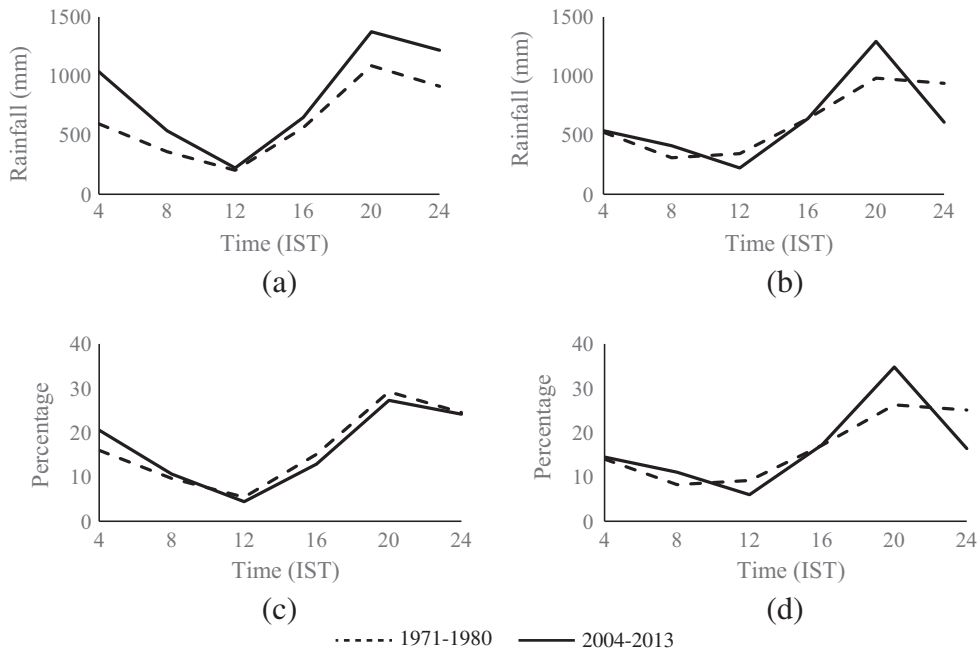 1500
1000
500
0
Rainfall (mm)
4 8 12 16 20 24
Time (IST)
(a)
1500
1000
500
0
Rainfall (mm)
4 8 12 16 20 24
Time (IST)
(b)
40
30
20
10
0
Percentage
4 8 12 16 20 24
Time (IST)
(c)
40
30
20
10
0
Percentage
4 8 12 16 20 24
Time (IST)
(d)
1971-1980 2004-2013